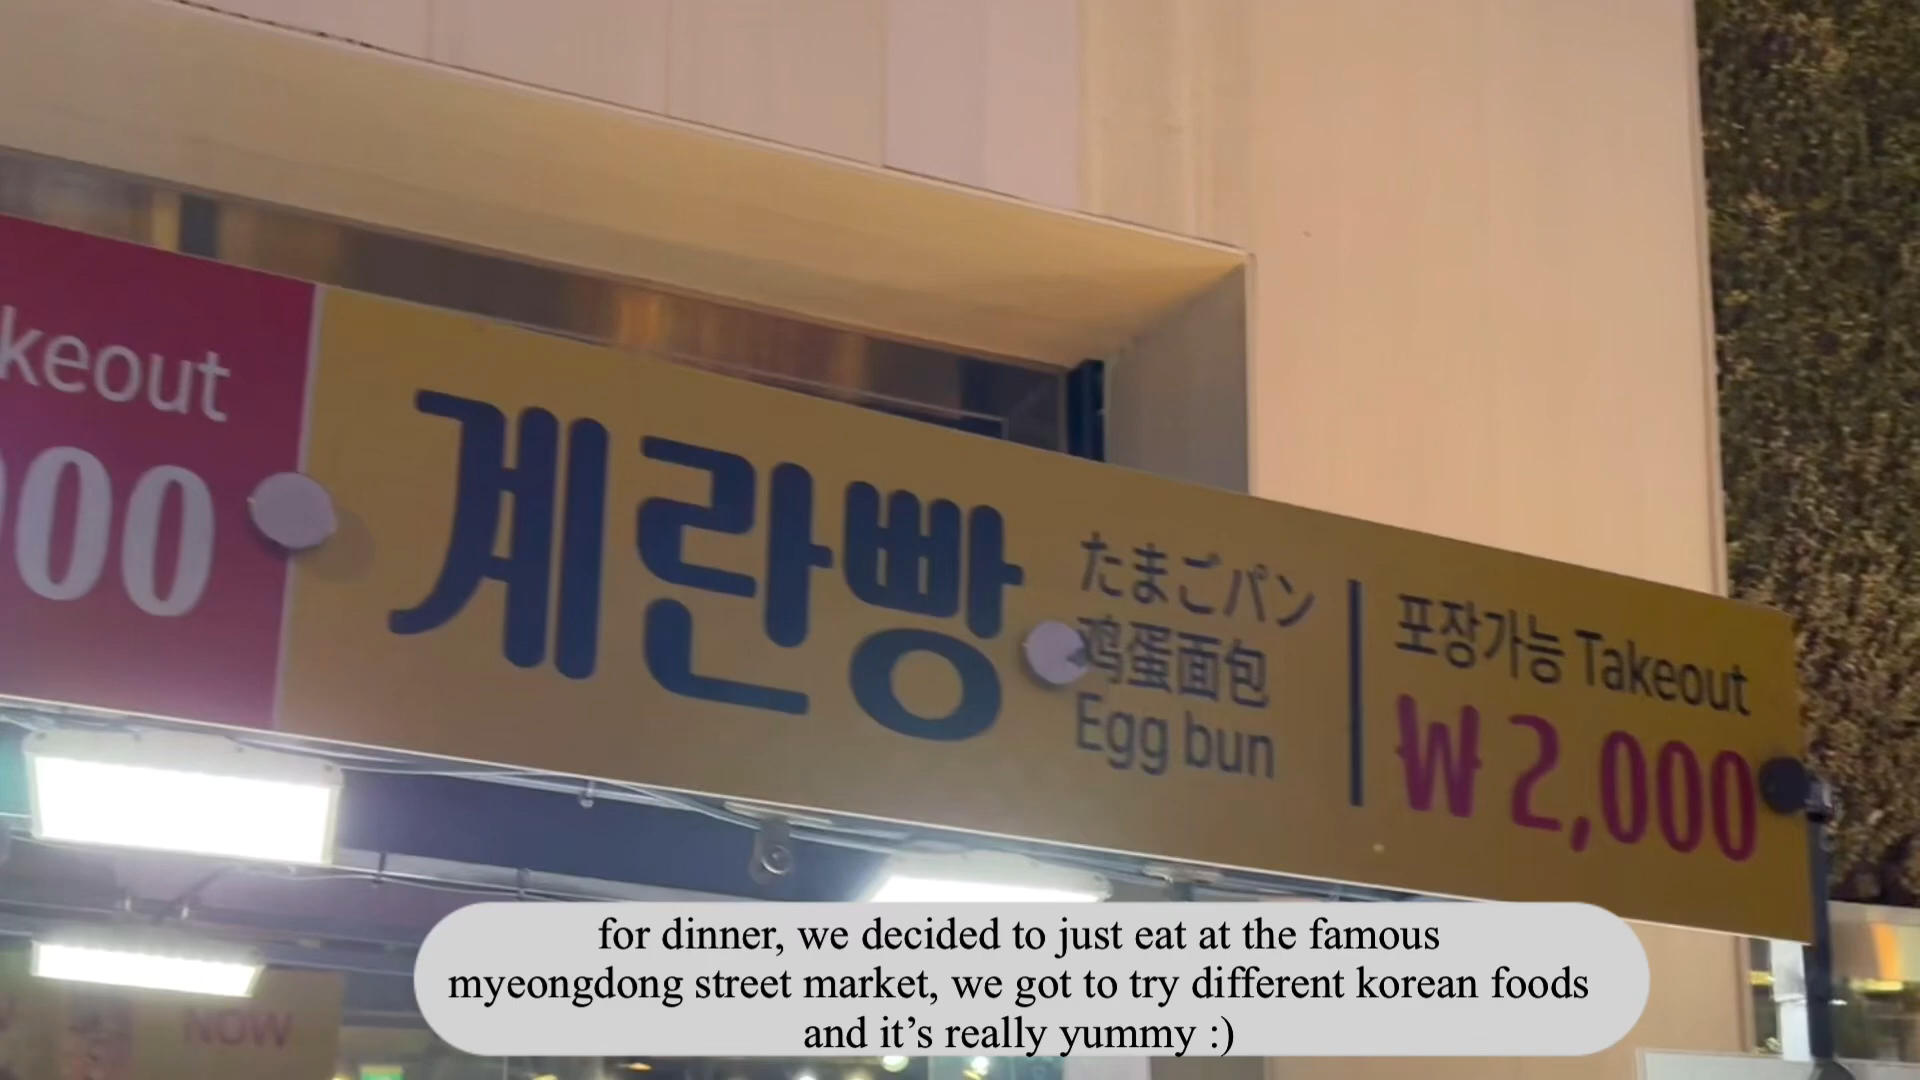 keout
000
계란빵
たまごパン
鸡蛋面包
Egg bun
포장가능 Takeout
₩2,000
NOW
for dinner, we decided to just eat at the famous
myeongdong street market, we got to try different korean foods
and it’s really yummy :)